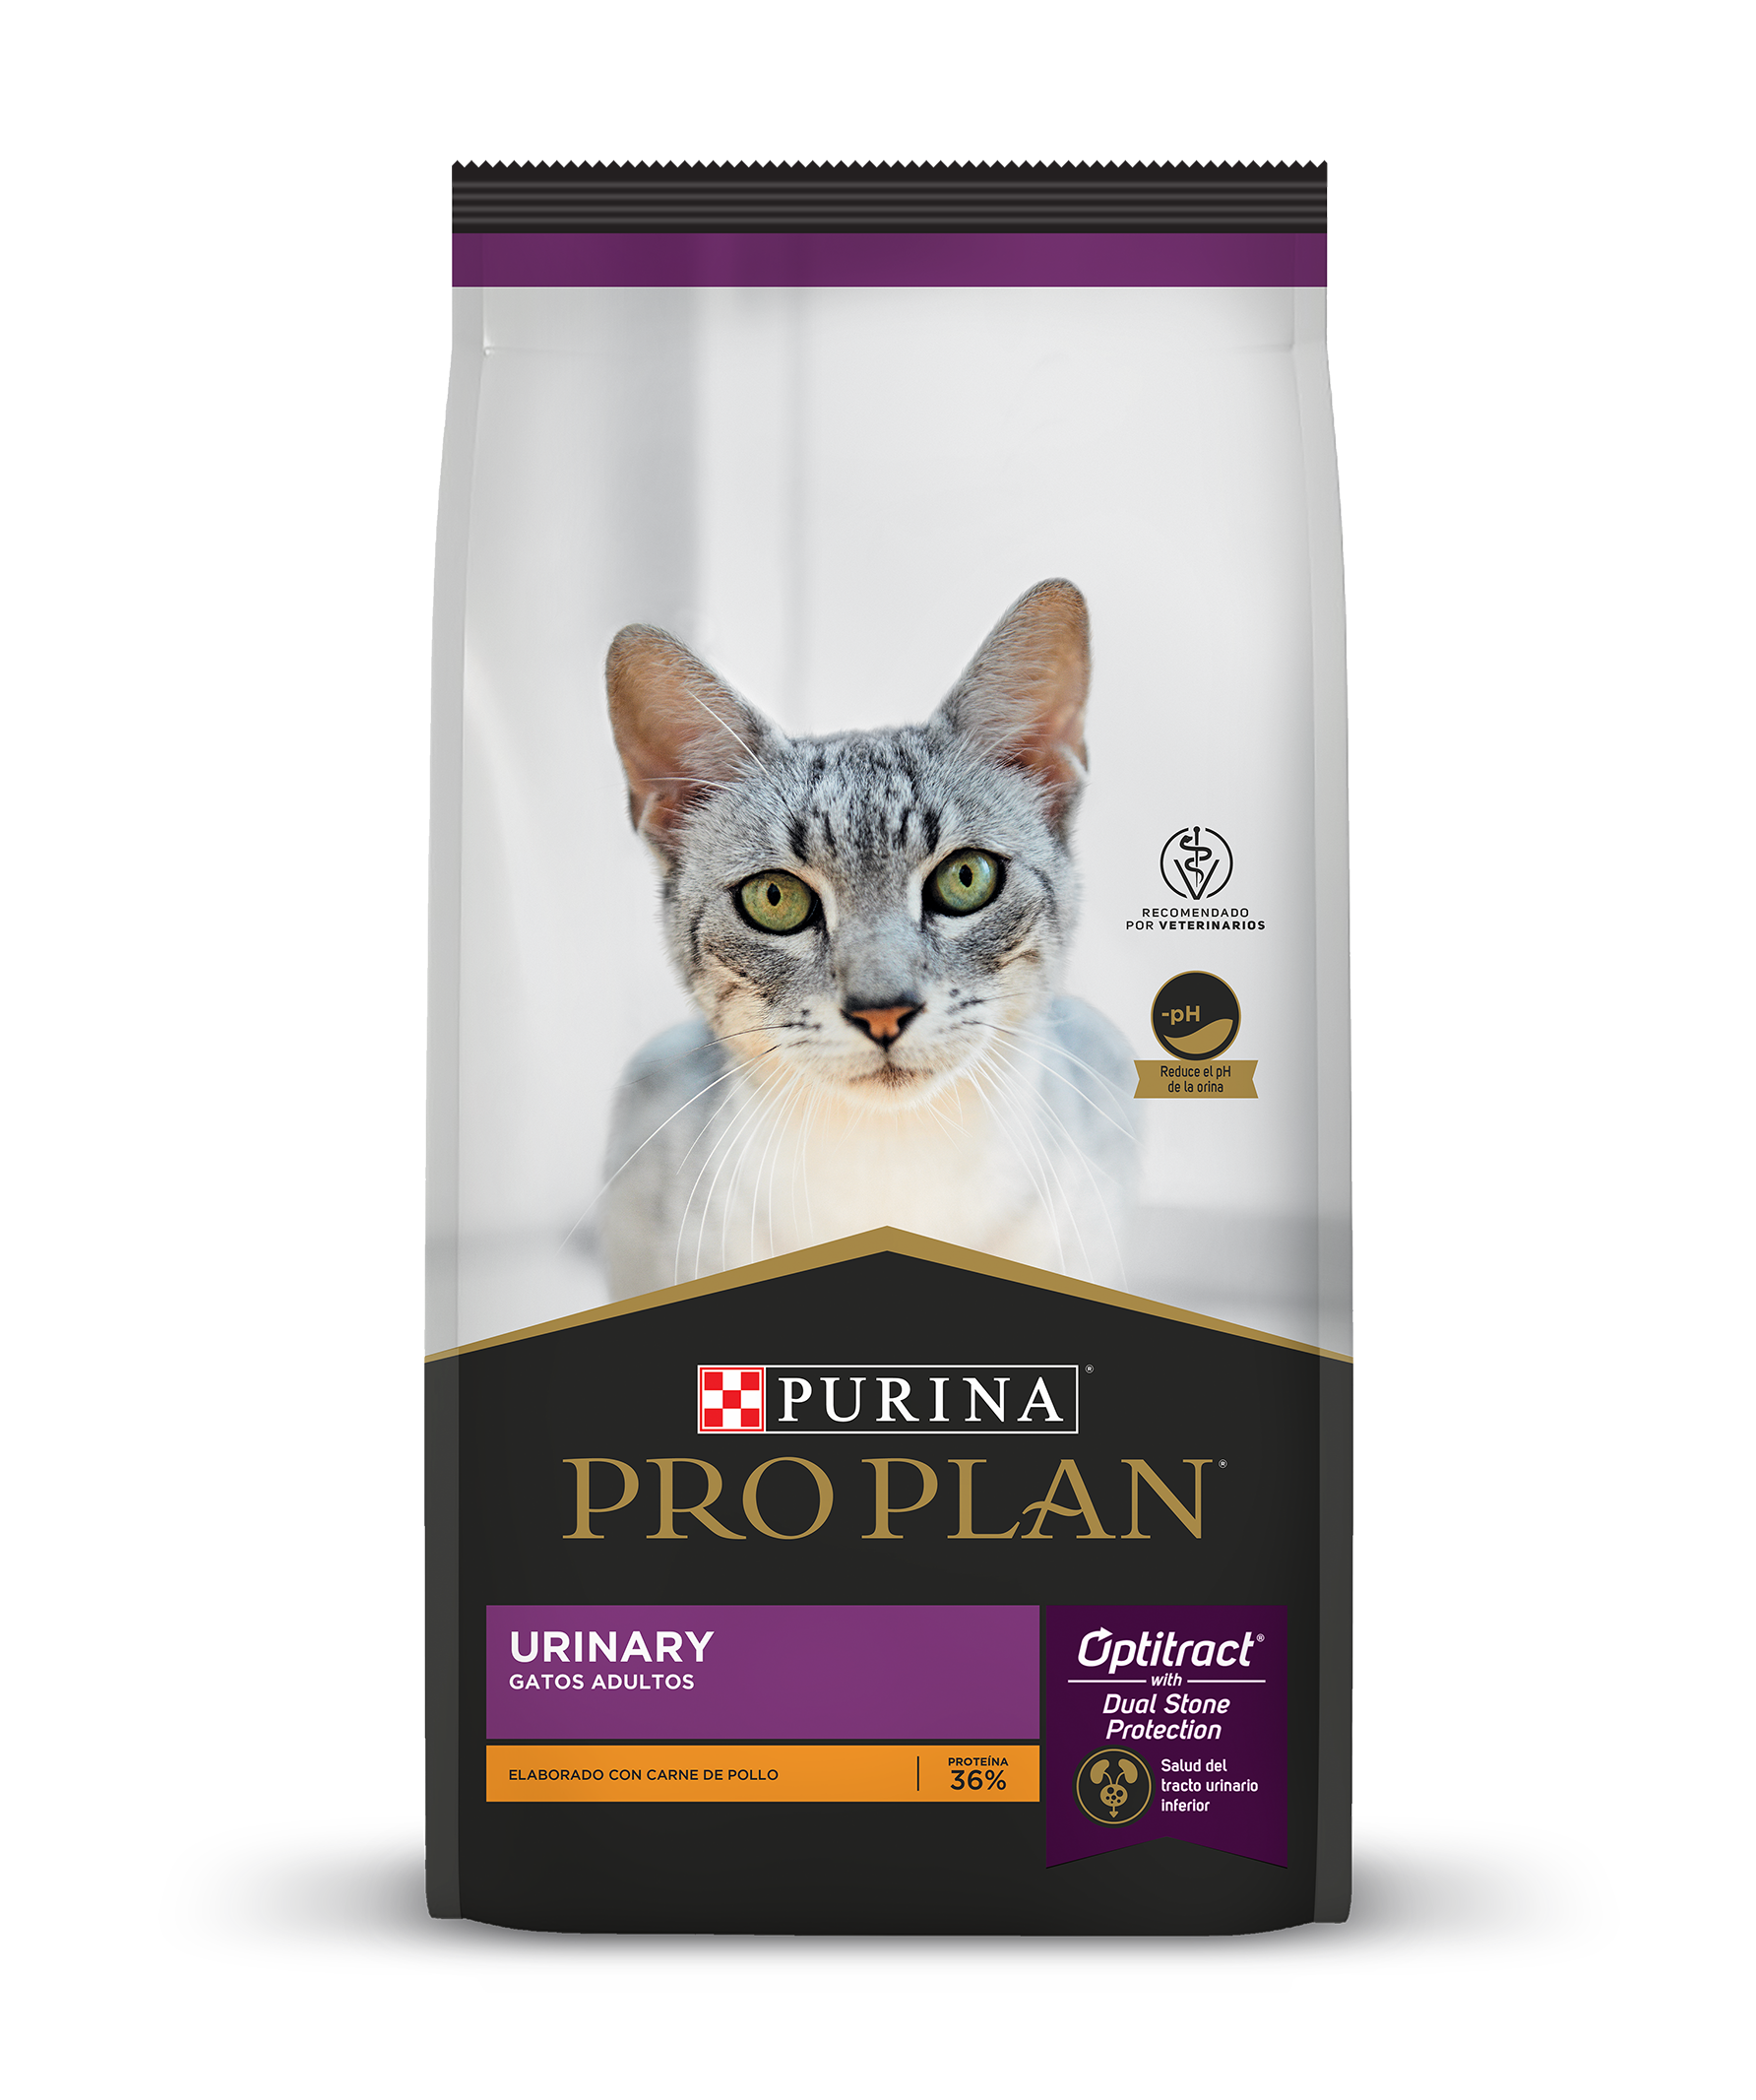 RECOMENDADO
POR VETERINARIOS
-pH
Reduce el pH
de la orina
PURINA®
PRO PLAN®
URINARY
GATOS ADULTOS
ELABORADO CON CARNE DE POLLO
PROTEÍNA
36%
Optitract®
with
Dual Stone
Protection
Salud del
tracto urinario
inferior